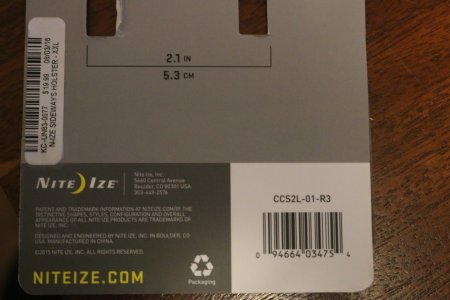 2.1 IN
5.3 CM
KC-UN83-0077
$19.99 09/03/16
N-IZE SIDEWAYS HOLSTER - XXL
NITE IZE®
Nite Ize, Inc.
5660 Central Avenue
Boulder, CO 80301 USA
303-449-2576
PATENT AND TRADEMARK INFORMATION AT NITEIZE.COM/IP. THE
DISTINCTIVE SHAPES, STYLES, CONFIGURATION AND OVERALL
APPEARANCE OF ALL NITE IZE PRODUCTS ARE TRADEMARKS OF
NITE IZE, INC.
DESIGNED AND ENGINEERED BY NITE IZE, INC. IN BOULDER, CO
USA. MANUFACTURED IN CHINA.
©2015 NITE IZE, INC. ALL RIGHTS RESERVED.
NITEIZE.COM
Packaging
CCS2L-01-R3
0 94664 03475 4